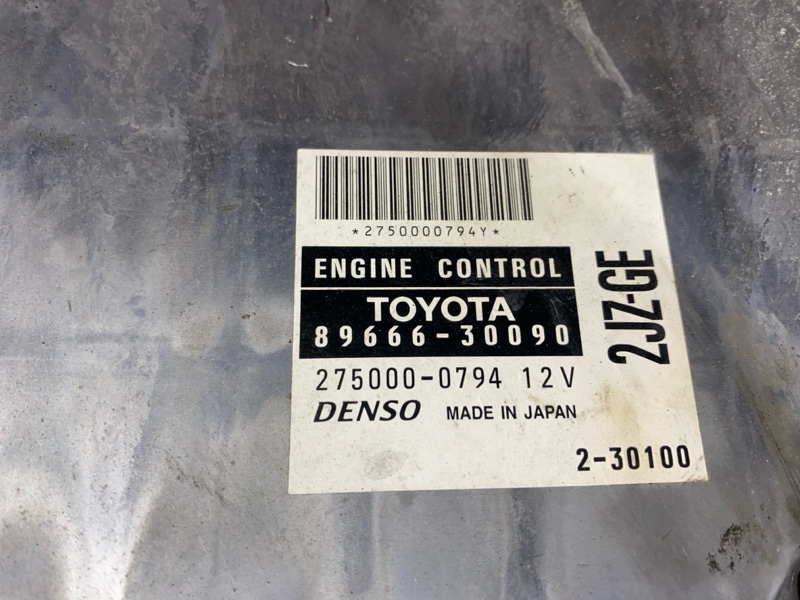 *2750000794Y*
ENGINE CONTROL
TOYOTA
89666-30090
2JZ-GE
275000-0794 12V
DENSO MADE IN JAPAN
2-30100